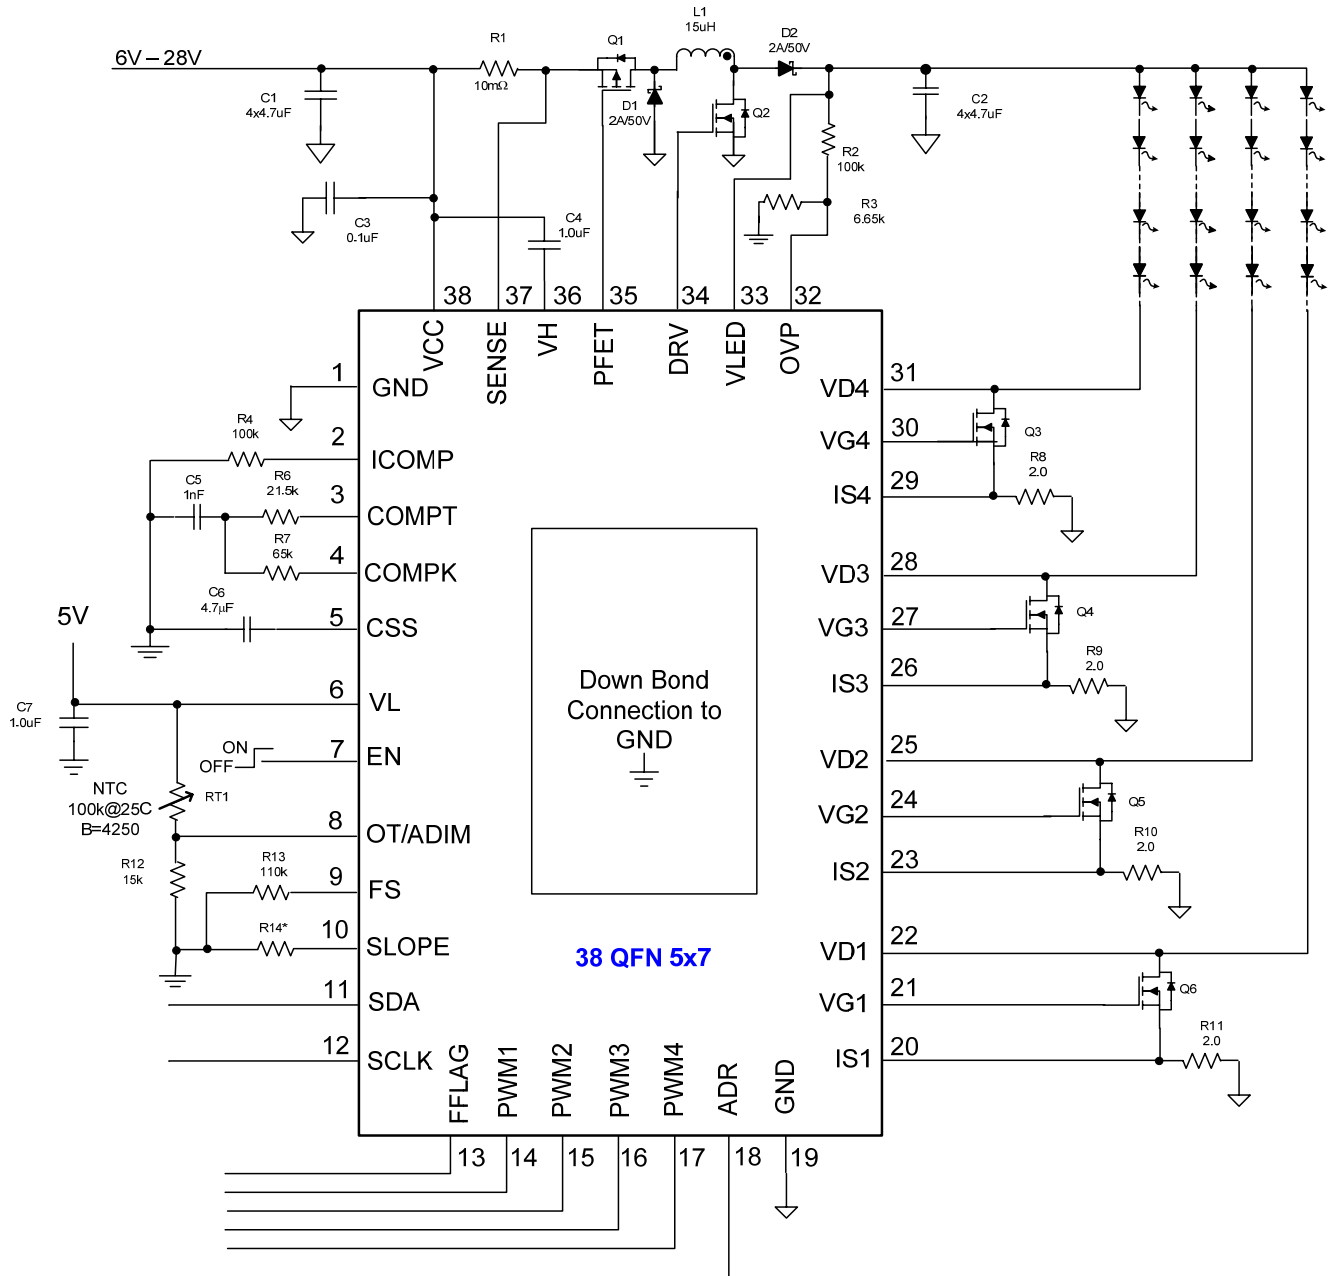 6V – 28V
R1
10mΩ
Q1
L1
15uH
D2
2A/50V
C1
4x4.7uF
D1
2A/50V
Q2
C2
4x4.7uF
R2
100k
R3
6.65k
C3
0.1uF
C4
1.0uF
38
37
36
35
34
33
32
VCC
SENSE
VH
PFET
DRV
VLED
OVP
1
GND
R4
100k
2
ICOMP
C5
1nF
R6
21.5k
3
COMPT
R7
65k
4
COMPK
C6
4.7µF
5
CSS
5V
6
VL
C7
1.0uF
ON
OFF
7
EN
NTC
100k@25C
B=4250
RT1
8
OT/ADIM
R12
15k
R13
110k
9
FS
R14*
10
SLOPE
11
SDA
12
SCLK
Down Bond
Connection to
GND
38 QFN 5x7
31
VD4
30
VG4
Q3
R8
2.0
29
IS4
28
VD3
27
VG3
Q4
R9
2.0
26
IS3
25
VD2
24
VG2
Q5
R10
2.0
23
IS2
22
VD1
21
VG1
Q6
R11
2.0
20
IS1
FFLAG
PWM1
PWM2
PWM3
PWM4
ADR
GND
13
14
15
16
17
18
19